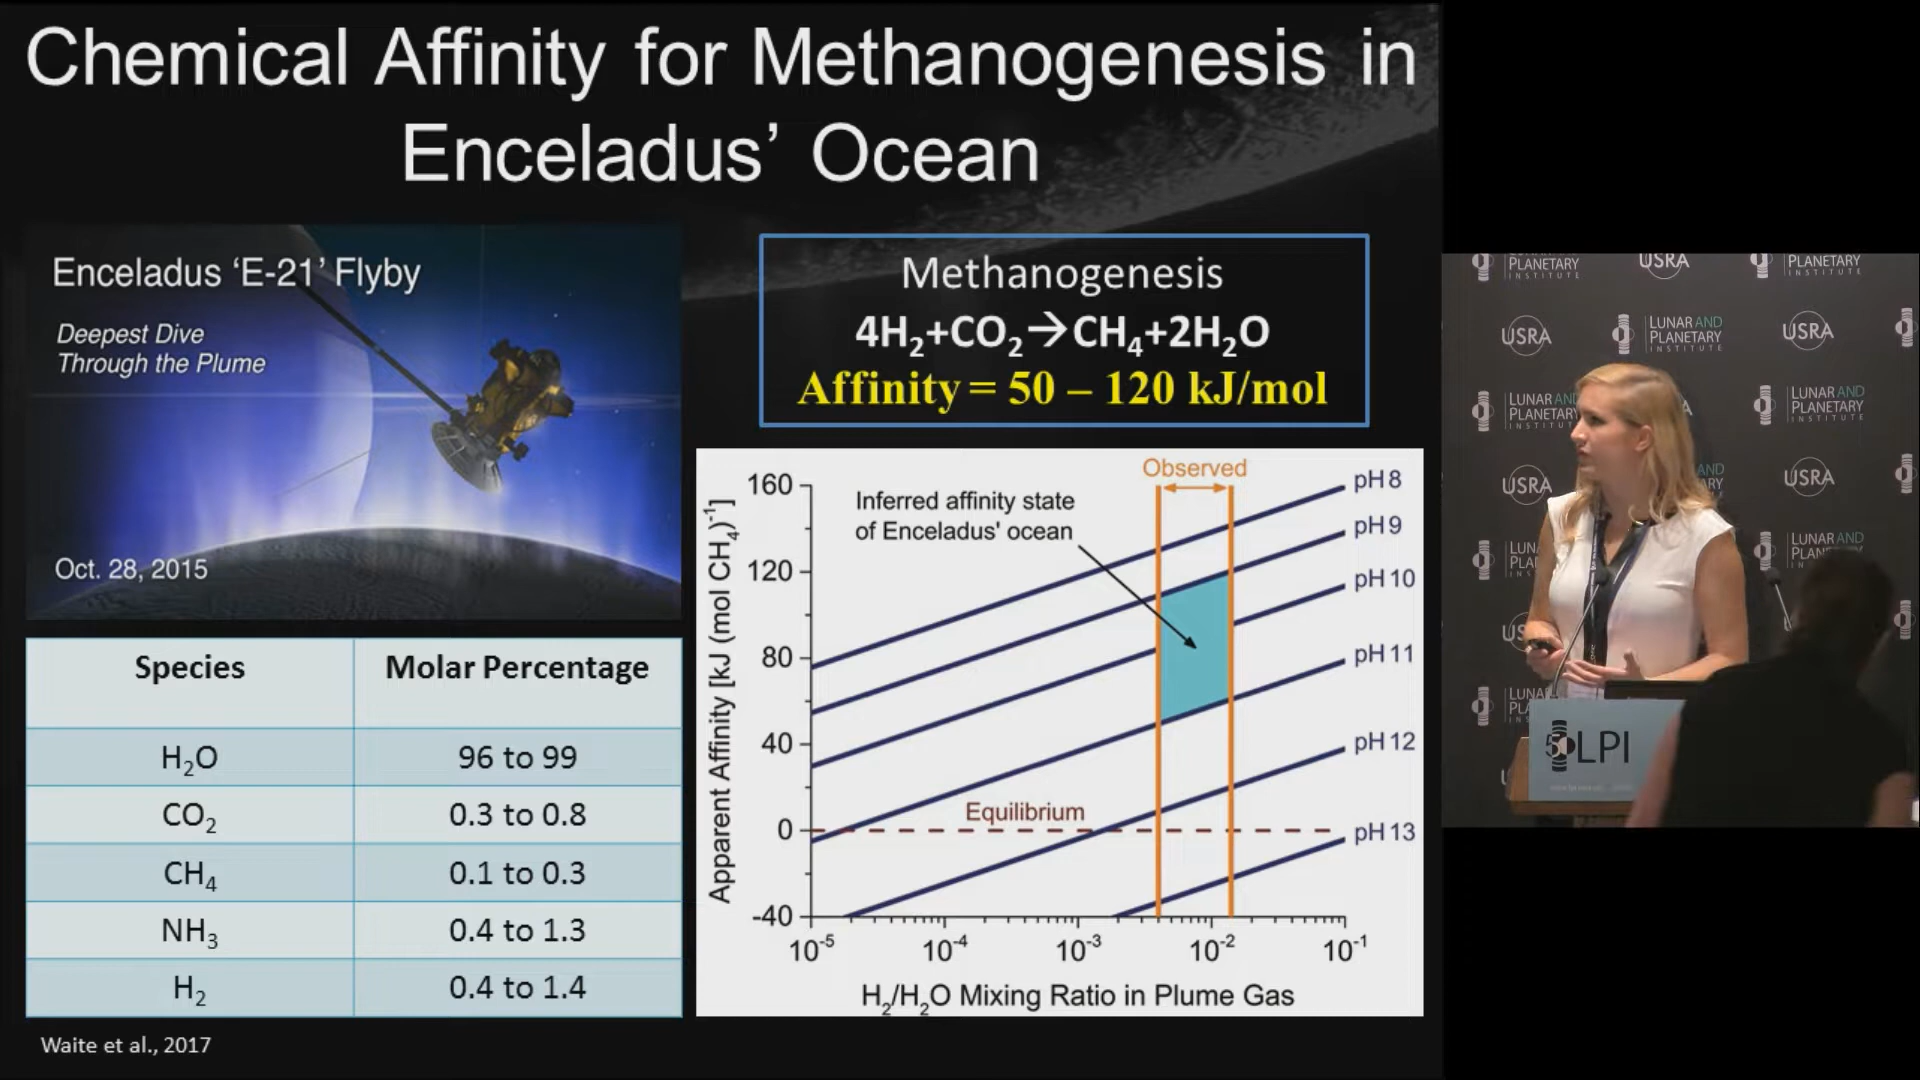 Chemical Affinity for Methanogenesis in
Enceladus’ Ocean
Enceladus ‘E-21’ Flyby
Deepest Dive
Through the Plume
Oct. 28, 2015
Methanogenesis
4H₂+CO₂→CH₄+2H₂O
Affinity = 50 – 120 kJ/mol
Species Molar Percentage
H₂O 96 to 99
CO₂ 0.3 to 0.8
CH₄ 0.1 to 0.3
NH₃ 0.4 to 1.3
H₂ 0.4 to 1.4
Waite et al., 2017
Observed
Inferred affinity state
of Enceladus' ocean
Apparent Affinity [kJ (mol CH₄)⁻¹]
160
120
80
40
0
-40
pH 8
pH 9
pH 10
pH 11
pH 12
pH 13
Equilibrium
10⁻⁵ 10⁻⁴ 10⁻³ 10⁻² 10⁻¹
H₂/H₂O Mixing Ratio in Plume Gas
PLANETARY
INSTITUTE
USRA
PLANETARY
INSTITUTE
USRA
LUNAR AND
PLANETARY
INSTITUTE
USRA
LUNAR AND
PLANETARY
INSTITUTE
LUNAR AND
PLANETARY
INSTITUTE
USRA
USRA
LUNAR AND
PLANETARY
LPI